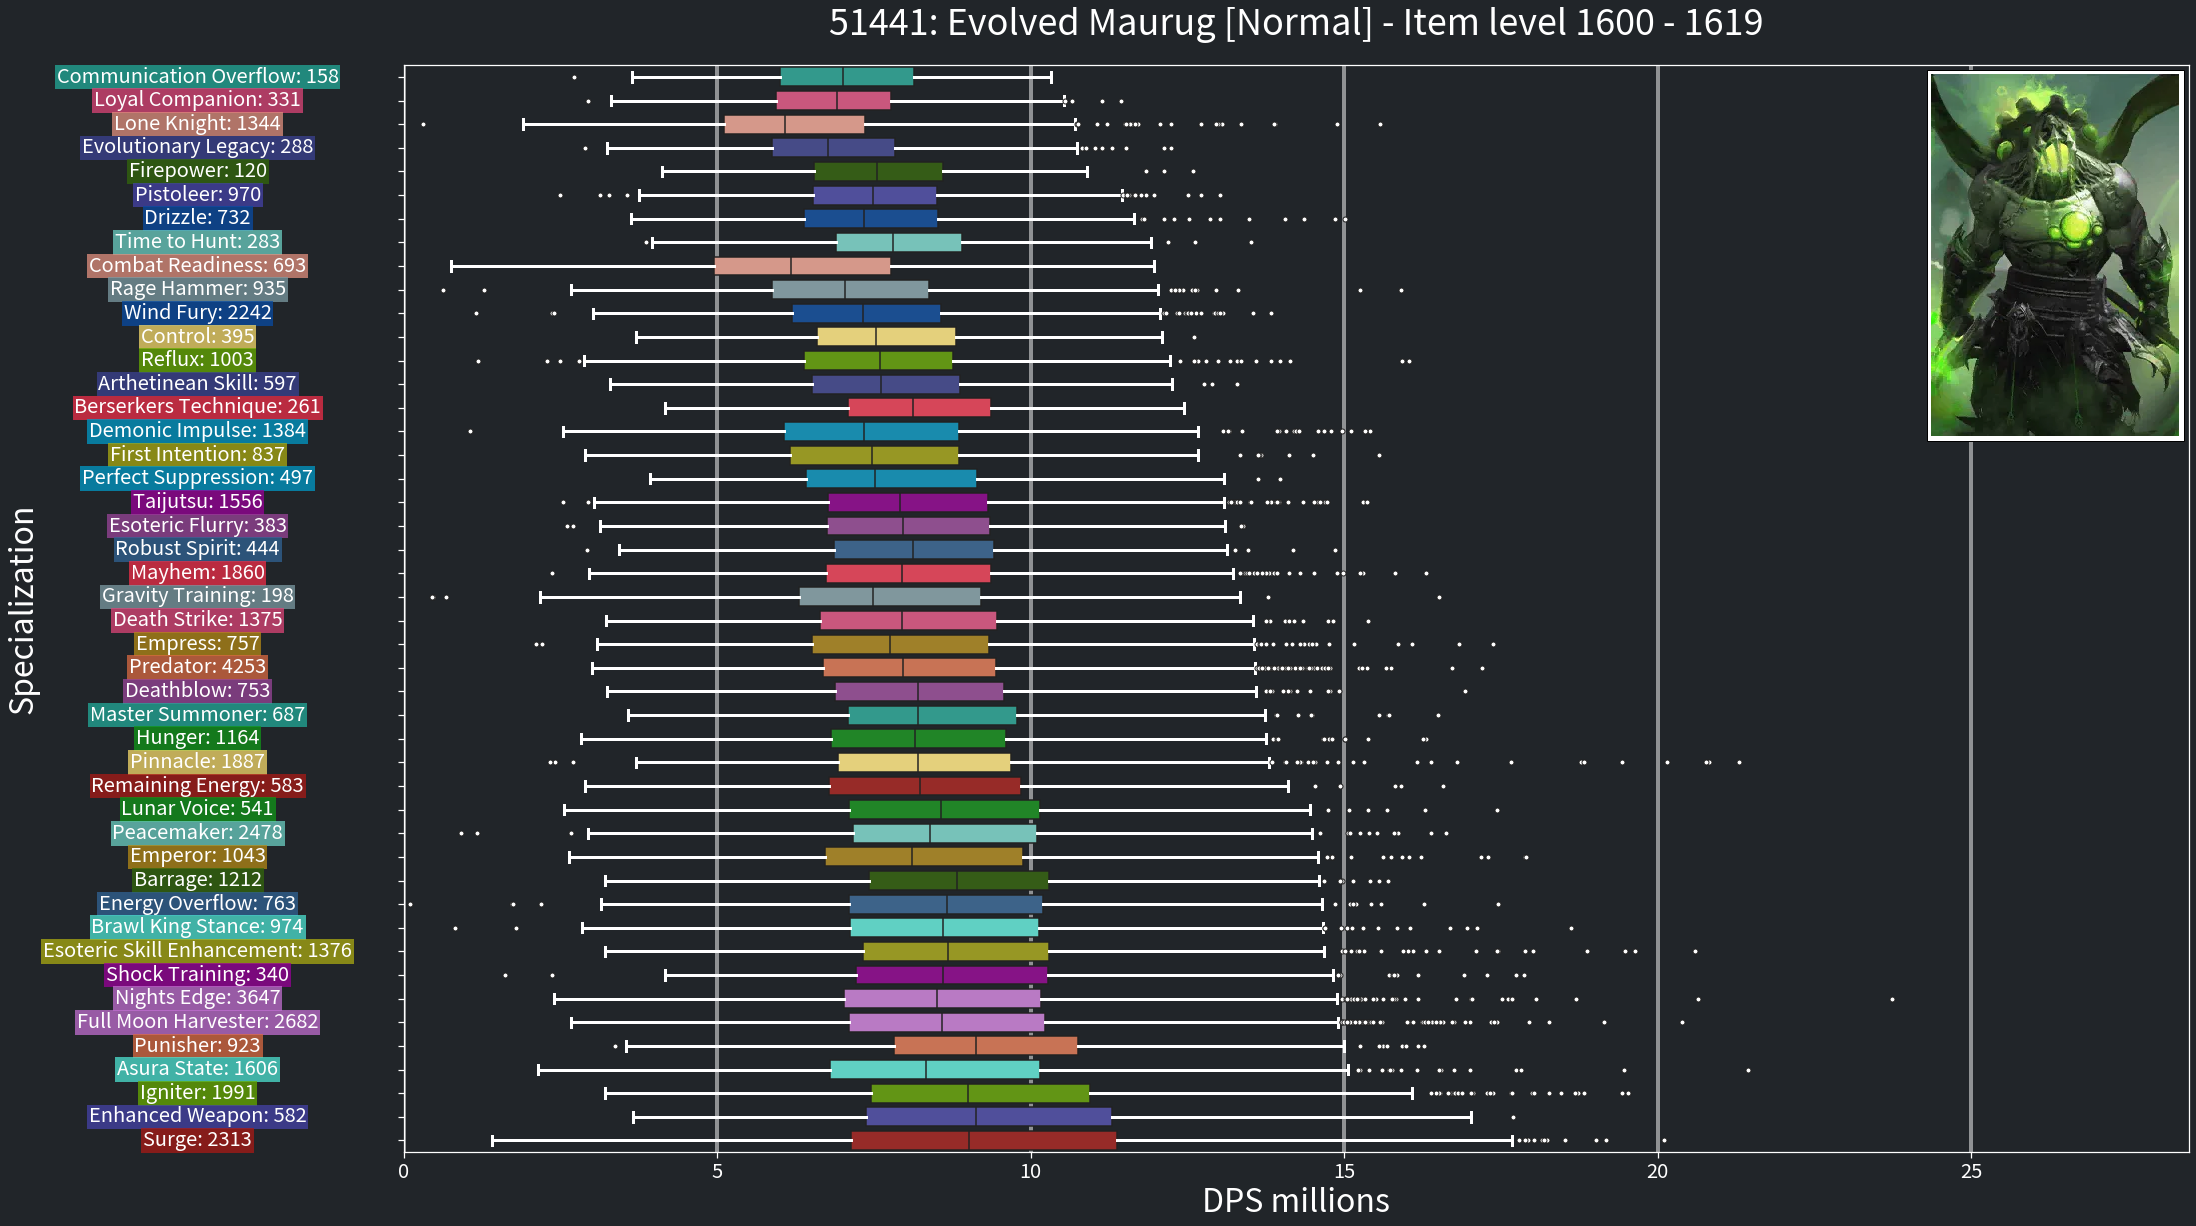 51441: Evolved Maurug [Normal] - Item level 1600 - 1619
Specialization
Communication Overflow: 158
Loyal Companion: 331
Lone Knight: 1344
Evolutionary Legacy: 288
Firepower: 120
Pistoleer: 970
Drizzle: 732
Time to Hunt: 283
Combat Readiness: 693
Rage Hammer: 935
Wind Fury: 2242
Control: 395
Reflux: 1003
Arthetinean Skill: 597
Berserkers Technique: 261
Demonic Impulse: 1384
First Intention: 837
Perfect Suppression: 497
Taijutsu: 1556
Esoteric Flurry: 383
Robust Spirit: 444
Mayhem: 1860
Gravity Training: 198
Death Strike: 1375
Empress: 757
Predator: 4253
Deathblow: 753
Master Summoner: 687
Hunger: 1164
Pinnacle: 1887
Remaining Energy: 583
Lunar Voice: 541
Peacemaker: 2478
Emperor: 1043
Barrage: 1212
Energy Overflow: 763
Brawl King Stance: 974
Esoteric Skill Enhancement: 1376
Shock Training: 340
Nights Edge: 3647
Full Moon Harvester: 2682
Punisher: 923
Asura State: 1606
Igniter: 1991
Enhanced Weapon: 582
Surge: 2313
0 5 10 15 20 25
DPS millions